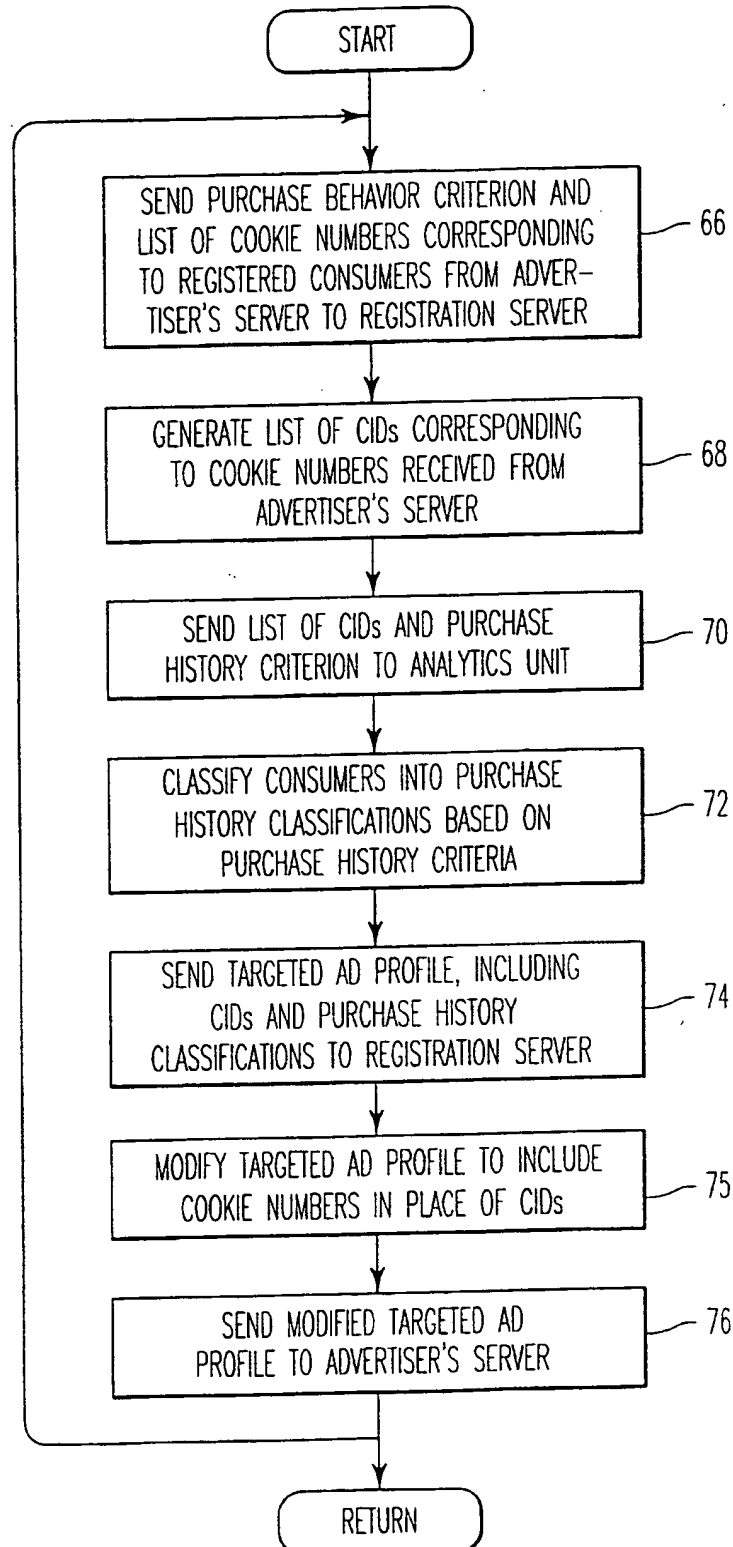 START
SEND PURCHASE BEHAVIOR CRITERION AND
LIST OF COOKIE NUMBERS CORRESPONDING
TO REGISTERED CONSUMERS FROM ADVER-
TISER'S SERVER TO REGISTRATION SERVER
66
GENERATE LIST OF CIDs CORRESPONDING
TO COOKIE NUMBERS RECEIVED FROM
ADVERTISER'S SERVER
68
SEND LIST OF CIDs AND PURCHASE
HISTORY CRITERION TO ANALYTICS UNIT
70
CLASSIFY CONSUMERS INTO PURCHASE
HISTORY CLASSIFICATIONS BASED ON
PURCHASE HISTORY CRITERIA
72
SEND TARGETED AD PROFILE, INCLUDING
CIDs AND PURCHASE HISTORY
CLASSIFICATIONS TO REGISTRATION SERVER
74
MODIFY TARGETED AD PROFILE TO INCLUDE
COOKIE NUMBERS IN PLACE OF CIDs
75
SEND MODIFIED TARGETED AD
PROFILE TO ADVERTISER'S SERVER
76
RETURN